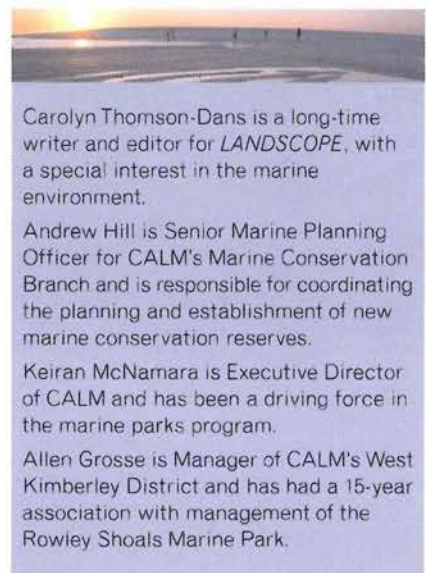 Carolyn Thomson-Dans is a long-time
writer and editor for LANDSCOPE, with
a special interest in the marine
environment.
Andrew Hill is Senior Marine Planning
Officer for CALM's Marine Conservation
Branch and is responsible for coordinating
the planning and establishment of new
marine conservation reserves.
Keiran McNamara is Executive Director
of CALM and has been a driving force in
the marine parks program.
Allen Grosse is Manager of CALM's West
Kimberley District and has had a 15-year
association with management of the
Rowley Shoals Marine Park.